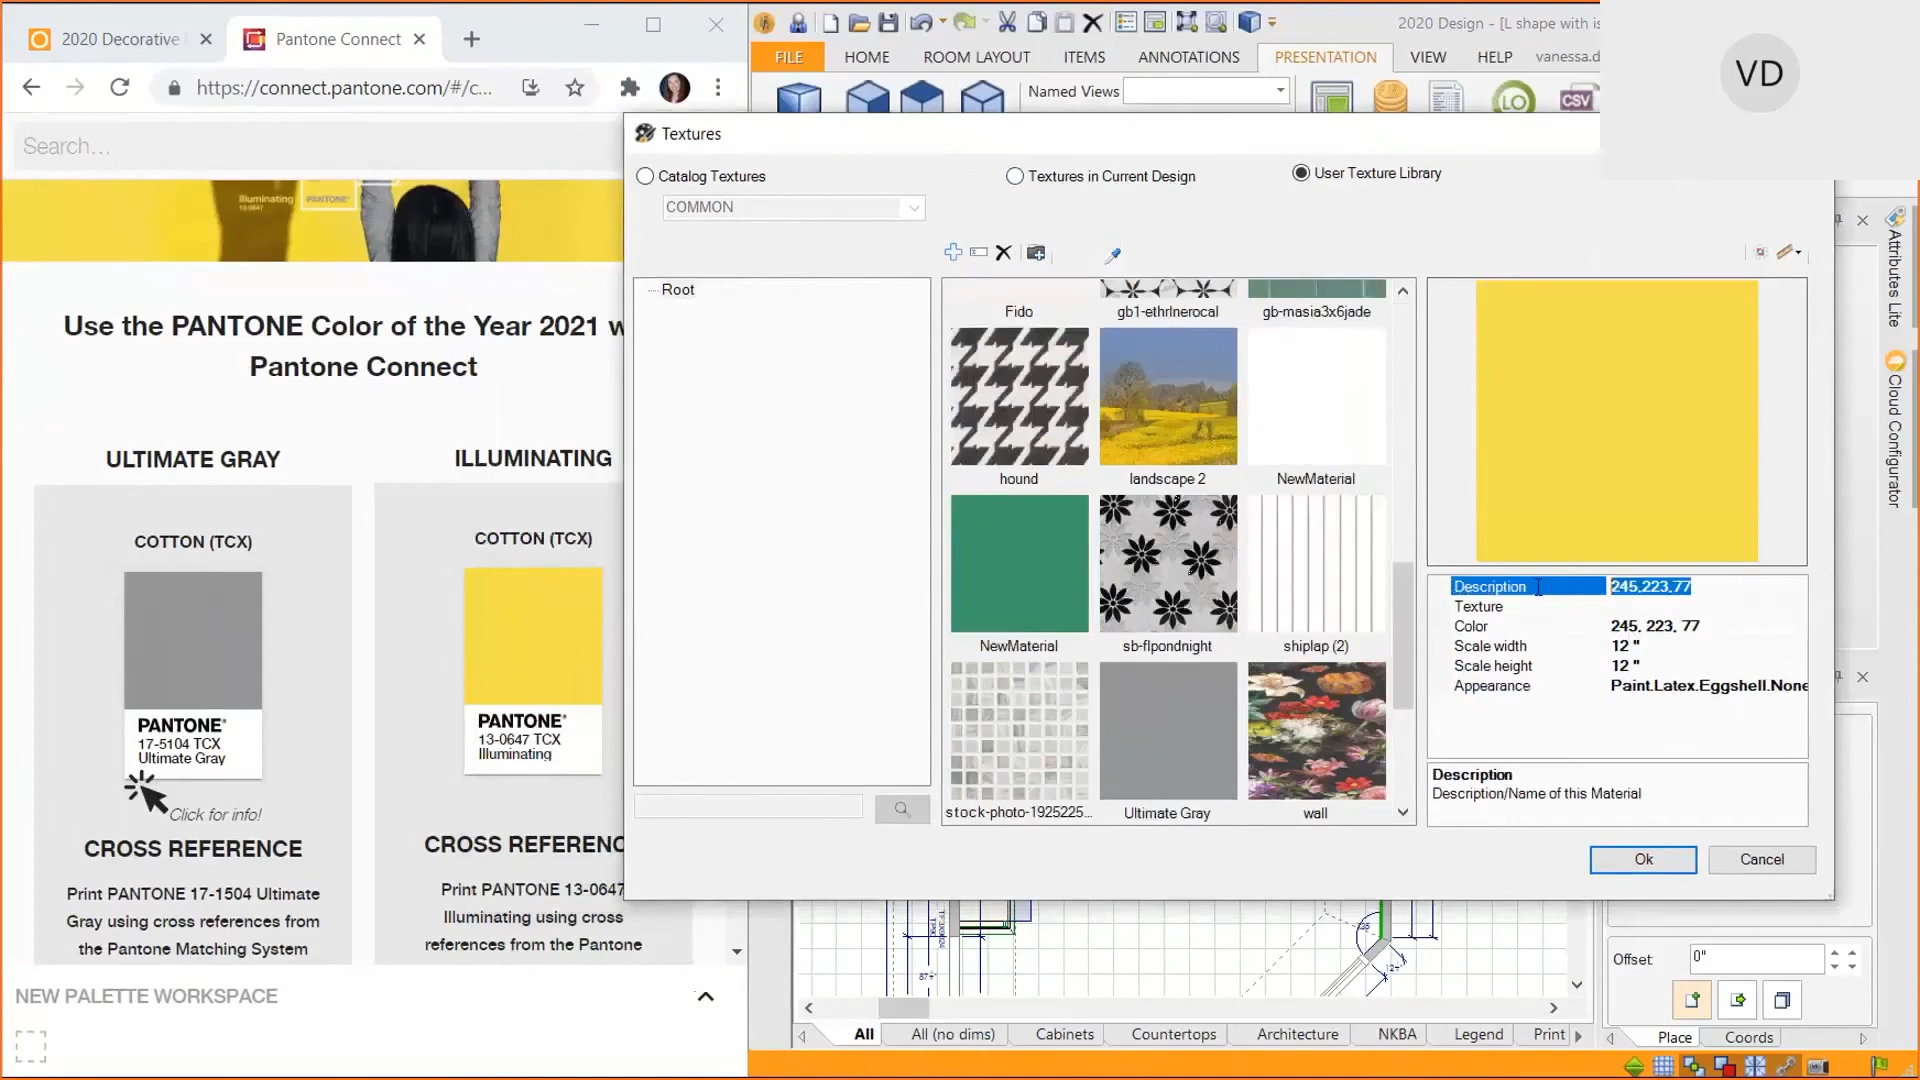 2020 Decorative
Pantone Connect
https://connect.pantone.com/#/c...
Search...
Illuminating
13-0647
PANTONE
Use the PANTONE Color of the Year 2021 w
Pantone Connect
ULTIMATE GRAY
COTTON (TCX)
PANTONE®
17-5104 TCX
Ultimate Gray
Click for info!
CROSS REFERENCE
Print PANTONE 17-1504 Ultimate
Gray using cross references from
the Pantone Matching System
ILLUMINATING
COTTON (TCX)
PANTONE®
13-0647 TCX
Illuminating
CROSS REFERENC
Print PANTONE 13-0647
Illuminating using cross
references from the Pantone
NEW PALETTE WORKSPACE
2020 Design - [L shape with is
FILE
HOME
ROOM LAYOUT
ITEMS
ANNOTATIONS
PRESENTATION
VIEW
HELP
vanessa.d
Named Views
LO
CSV
VD
Textures
Catalog Textures
Textures in Current Design
User Texture Library
COMMON
Root
Fido
gb1-ethrlnerocal
gb-masia3x6jade
hound
landscape 2
NewMaterial
NewMaterial
sb-flpondnight
shiplap (2)
stock-photo-1925225...
Ultimate Gray
wall
Description 245,223,77
Texture
Color 245, 223, 77
Scale width 12 "
Scale height 12 "
Appearance Paint.Latex.Eggshell.None
Description
Description/Name of this Material
Ok
Cancel
Attributes Lite
Cloud Configurator
Offset: 0"
Place
Coords
All
All (no dims)
Cabinets
Countertops
Architecture
NKBA
Legend
Print